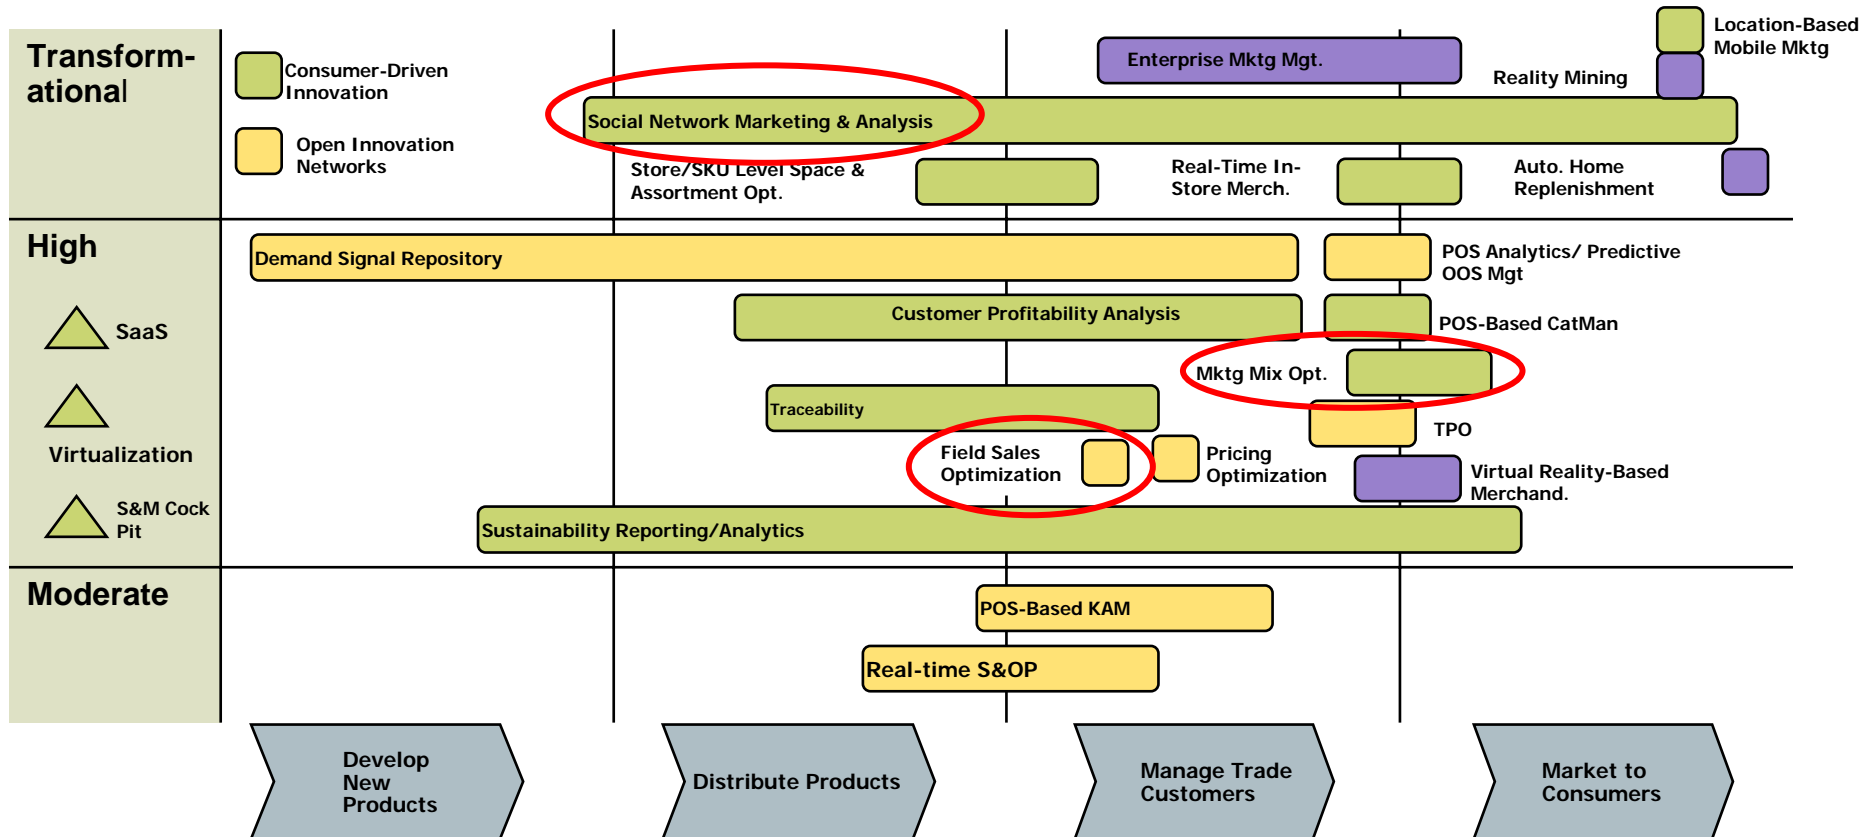 Transform-
ational
Consumer-Driven
Innovation
Open Innovation
Networks
Enterprise Mktg Mgt.
Location-Based
Mobile Mktg
Reality Mining
Social Network Marketing & Analysis
Store/SKU Level Space &
Assortment Opt.
Real-Time In-
Store Merch.
Auto. Home
Replenishment
High
Demand Signal Repository
POS Analytics/ Predictive
OOS Mgt
SaaS
Customer Profitability Analysis
POS-Based CatMan
Mktg Mix Opt.
Traceability
TPO
Virtualization
Field Sales
Optimization
Pricing
Optimization
Virtual Reality-Based
Merchand.
S&M Cock
Pit
Sustainability Reporting/Analytics
Moderate
POS-Based KAM
Real-time S&OP
Develop
New
Products
Distribute Products
Manage Trade
Customers
Market to
Consumers